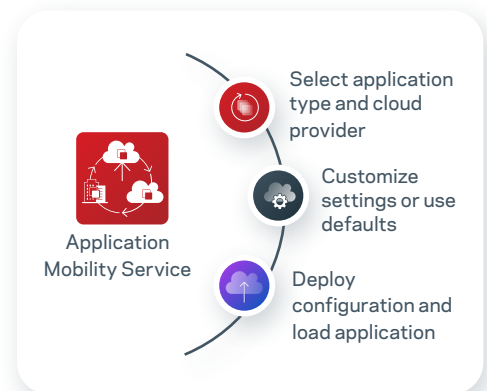 Application
Mobility Service
Select application
type and cloud
provider
Customize
settings or use
defaults
Deploy
configuration and
load application